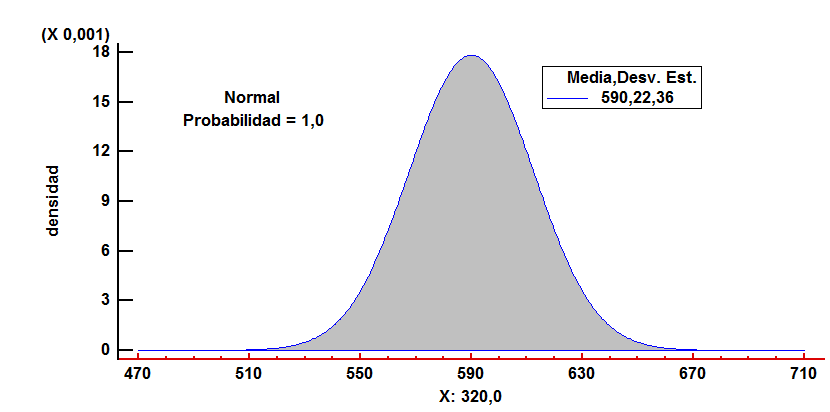 (X 0,001)
18
15
12
9
6
3
0
densidad
Normal
Probabilidad = 1,0
Media,Desv. Est.
590,22,36
470 510 550 590 630 670 710
X: 320,0